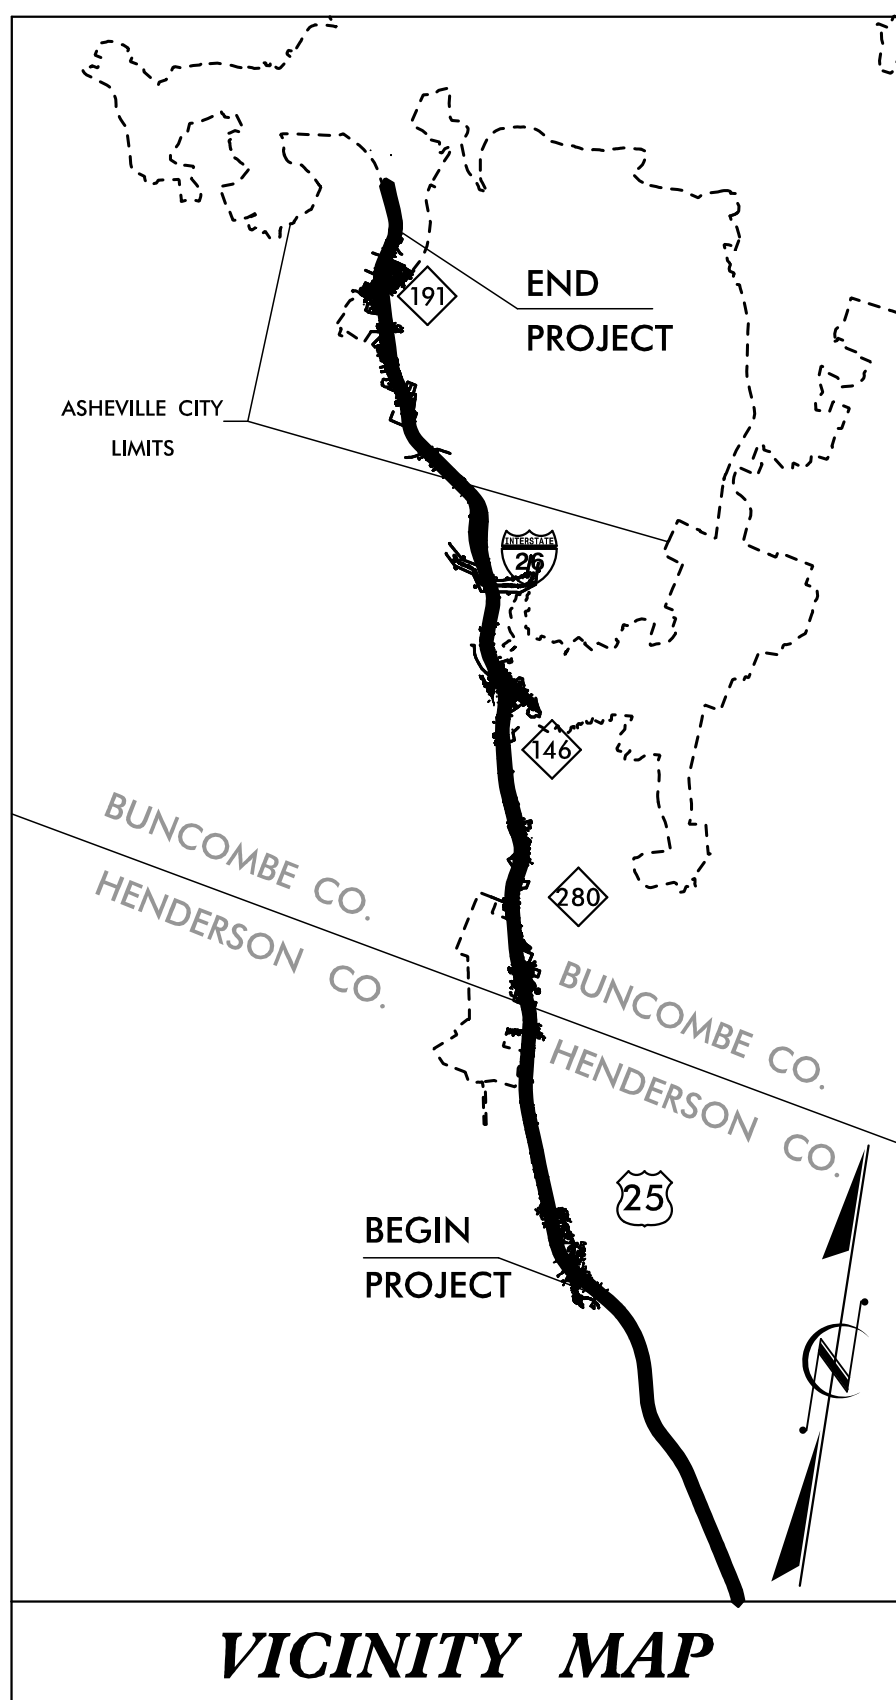 END
PROJECT
191
ASHEVILLE CITY
LIMITS
INTERSTATE
26
146
BUNCOMBE CO.
HENDERSON CO.
280
BUNCOMBE CO.
HENDERSON CO.
25
BEGIN
PROJECT
N
VICINITY MAP